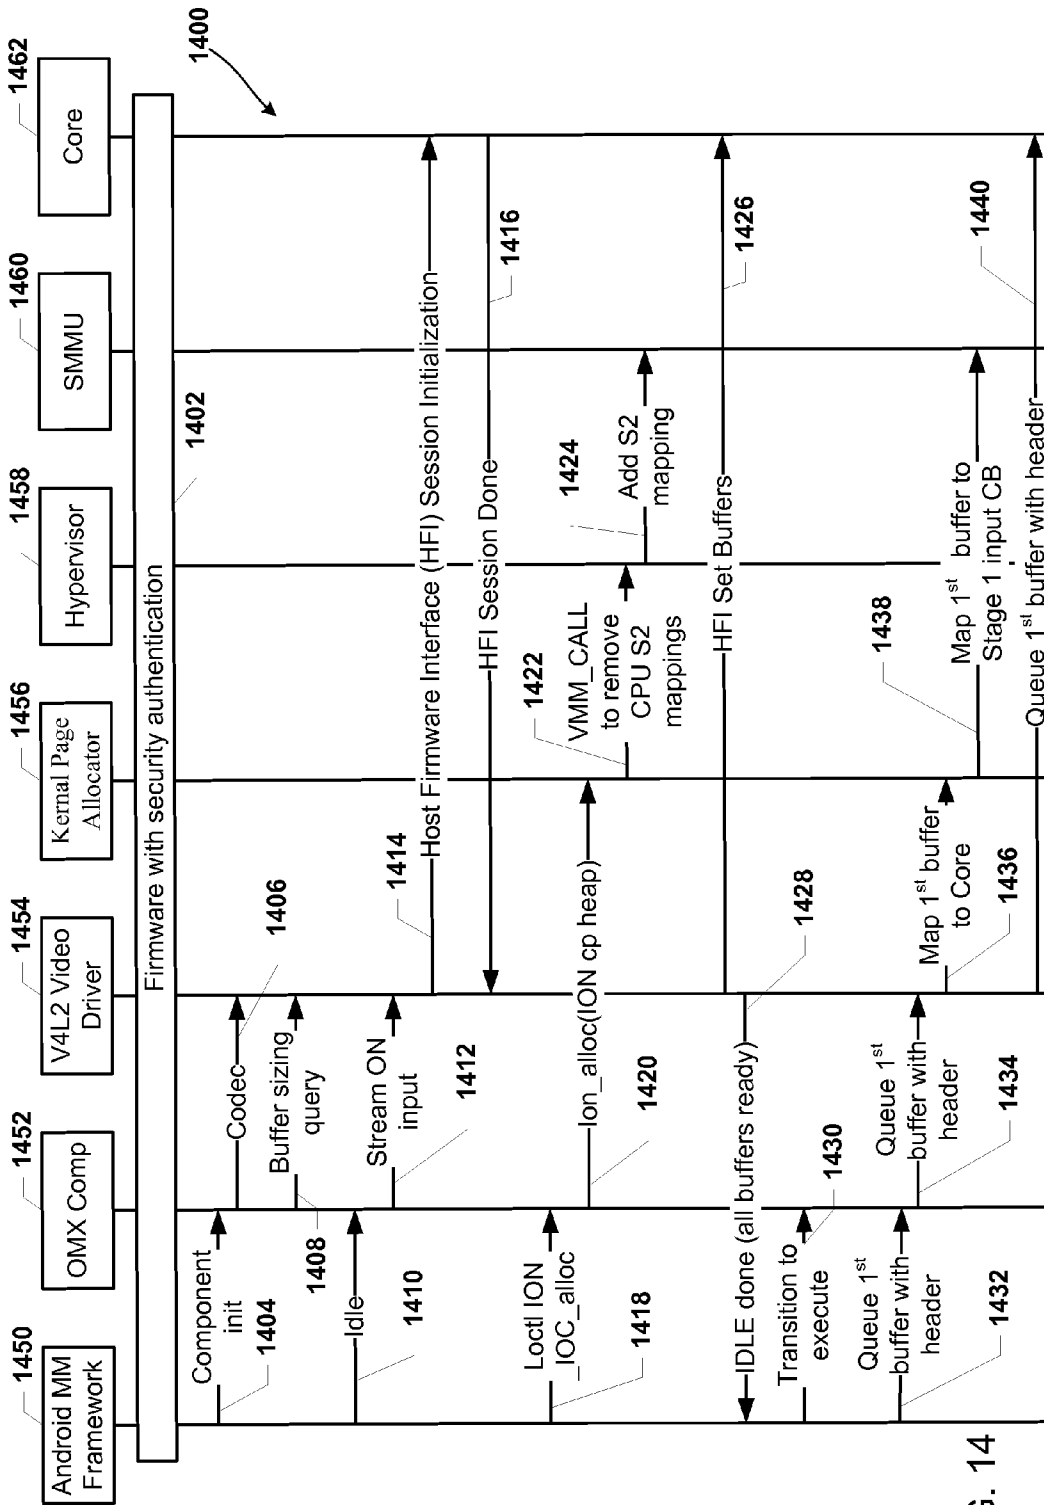 1400
1450
Android MM
Framework
1452
OMX Comp
1454
V4L2 Video
Driver
1456
Kernal Page
Allocator
1458
Hypervisor
1460
SMMU
1462
Core
Firmware with security authentication
1402
Component
init
1404
Codec
1406
Buffer sizing
query
1408
Idle
1410
Stream ON
input
1412
Host Firmware Interface (HFI) Session Initialization
1414
HFI Session Done
1416
Loctl ION
_IOC_alloc
1418
Ion_alloc(ION cp heap)
1420
VMM_CALL
to remove
CPU S2
mappings
1422
Add S2
mapping
1424
HFI Set Buffers
1426
IDLE done (all buffers ready)
1428
Transition to
execute
1430
Queue 1st
buffer with
header
1432
Queue 1st
buffer with
header
1434
Map 1st buffer
to Core
1436
Map 1st buffer to
Stage 1 input CB
1438
Queue 1st buffer with header
1440
G. 14